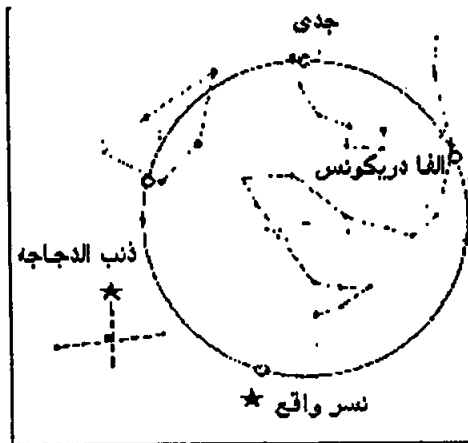 جدى
الفا دريكونس
ذنب الدجاجه
نسر واقع